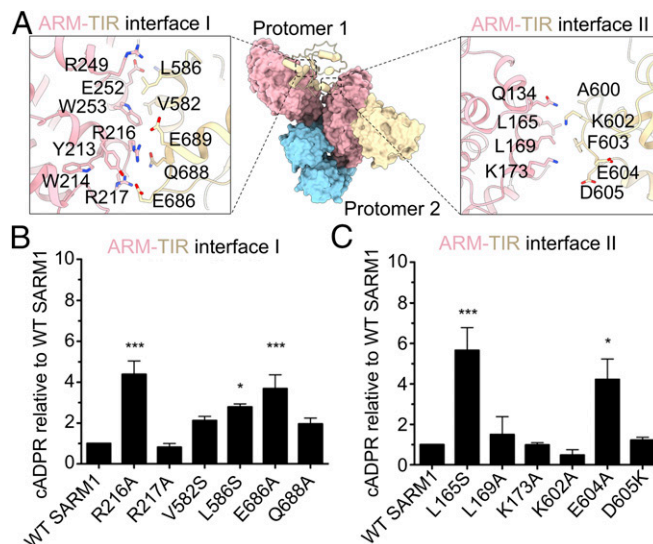 A
ARM-TIR interface I
R249
E252
W253
R216
Y213
W214
R217
L586
V582
E689
Q688
E686
Protomer 1
Protomer 2
ARM-TIR interface II
Q134
L165
L169
K173
A600
K602
F603
E604
D605
B
ARM-TIR interface I
cADPR relative to WT SARM1
10
8
6
4
2
0
***
*
***
WT SARM1
R216A
R217A
V582S
L586S
E686A
Q688A
C
ARM-TIR interface II
cADPR relative to WT SARM1
10
8
6
4
2
0
***
*
WT SARM1
L165S
L169A
K173A
K602A
E604A
D605K